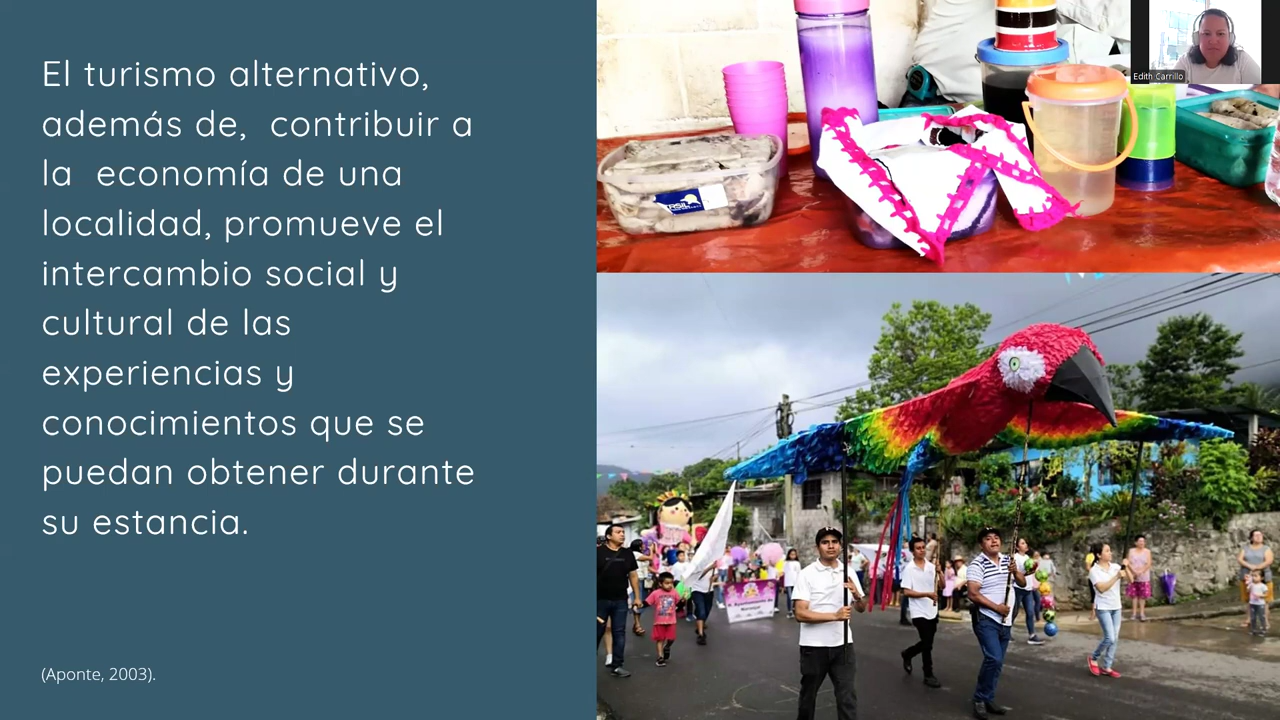 El turismo alternativo,
además de, contribuir a
la economía de una
localidad, promueve el
intercambio social y
cultural de las
experiencias y
conocimientos que se
puedan obtener durante
su estancia.
(Aponte, 2003).
Edith Carrillo